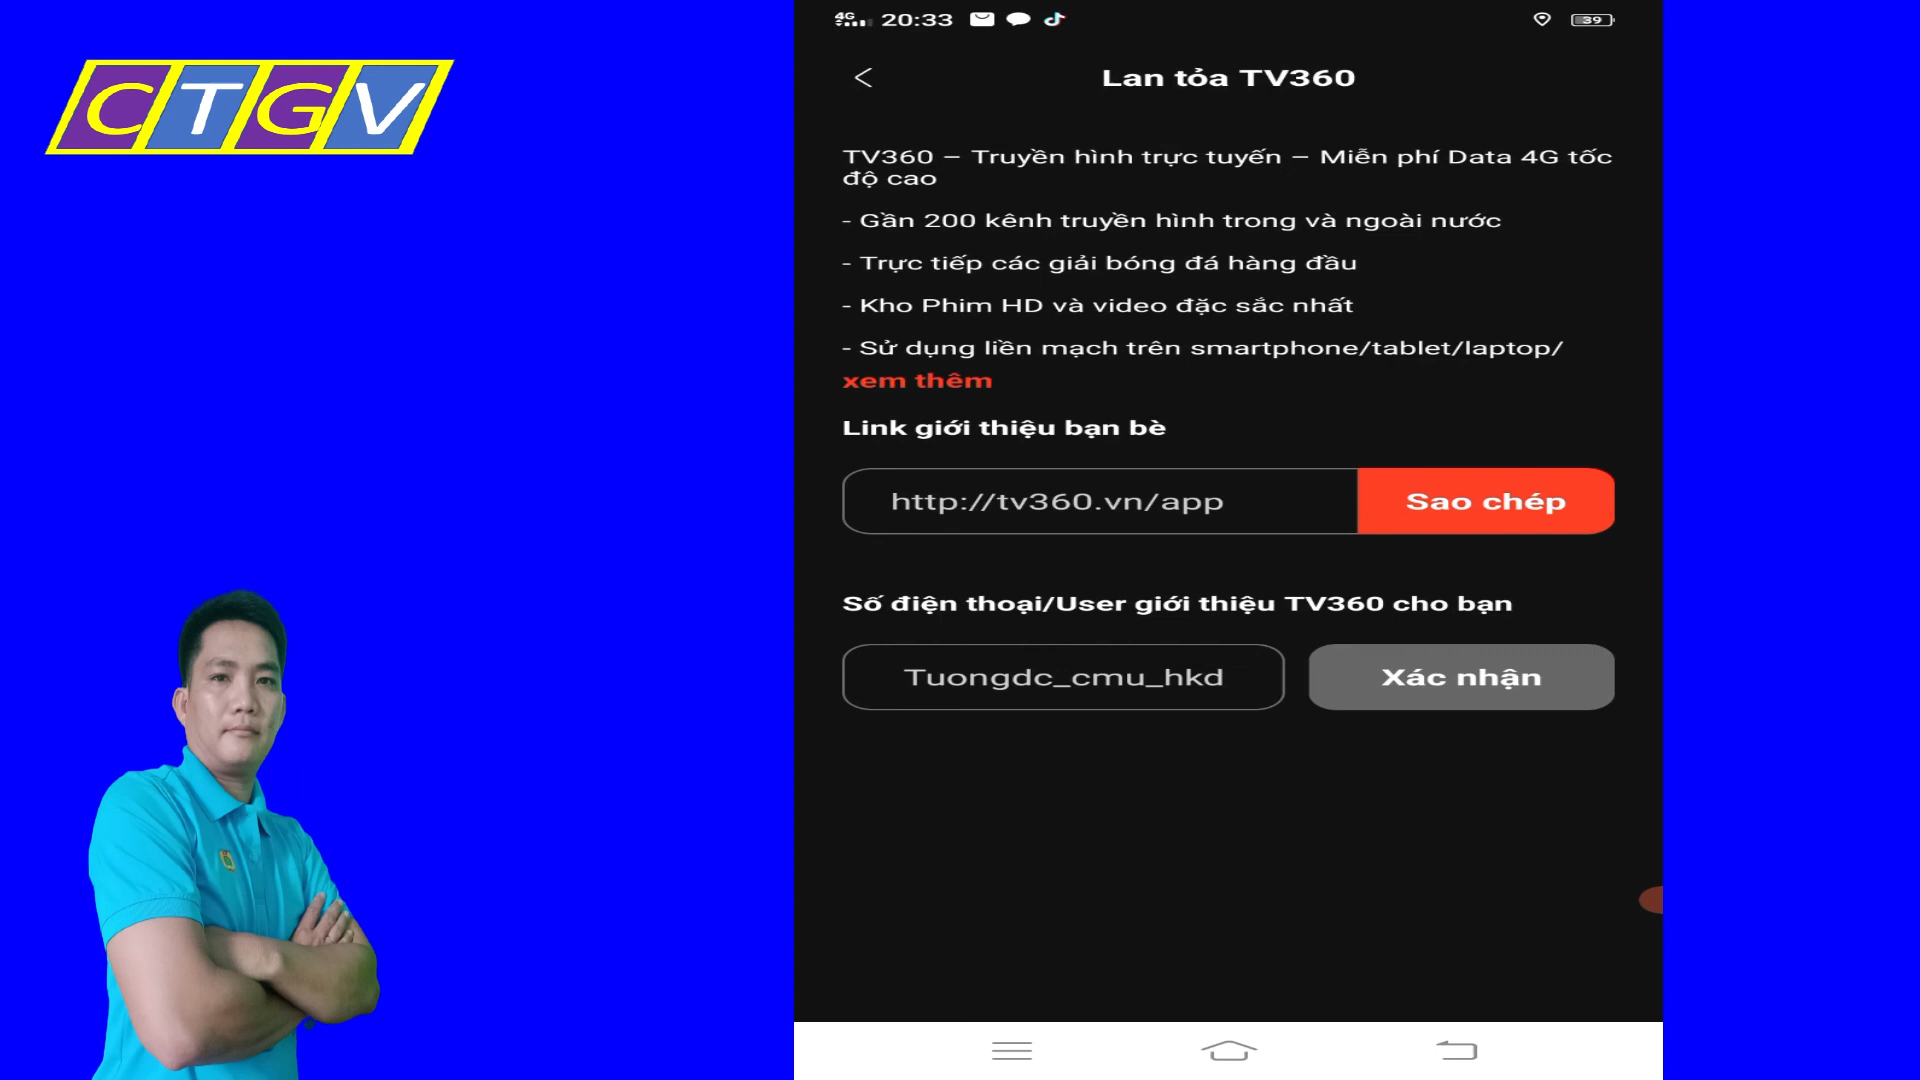 CTGV
4G 20:33 39
Lan tỏa TV360
TV360 – Truyền hình trực tuyến – Miễn phí Data 4G tốc
độ cao
- Gần 200 kênh truyền hình trong và ngoài nước
- Trực tiếp các giải bóng đá hàng đầu
- Kho Phim HD và video đặc sắc nhất
- Sử dụng liền mạch trên smartphone/tablet/laptop/
xem thêm
Link giới thiệu bạn bè
http://tv360.vn/app Sao chép
Số điện thoại/User giới thiệu TV360 cho bạn
Tuongdc_cmu_hkd Xác nhận